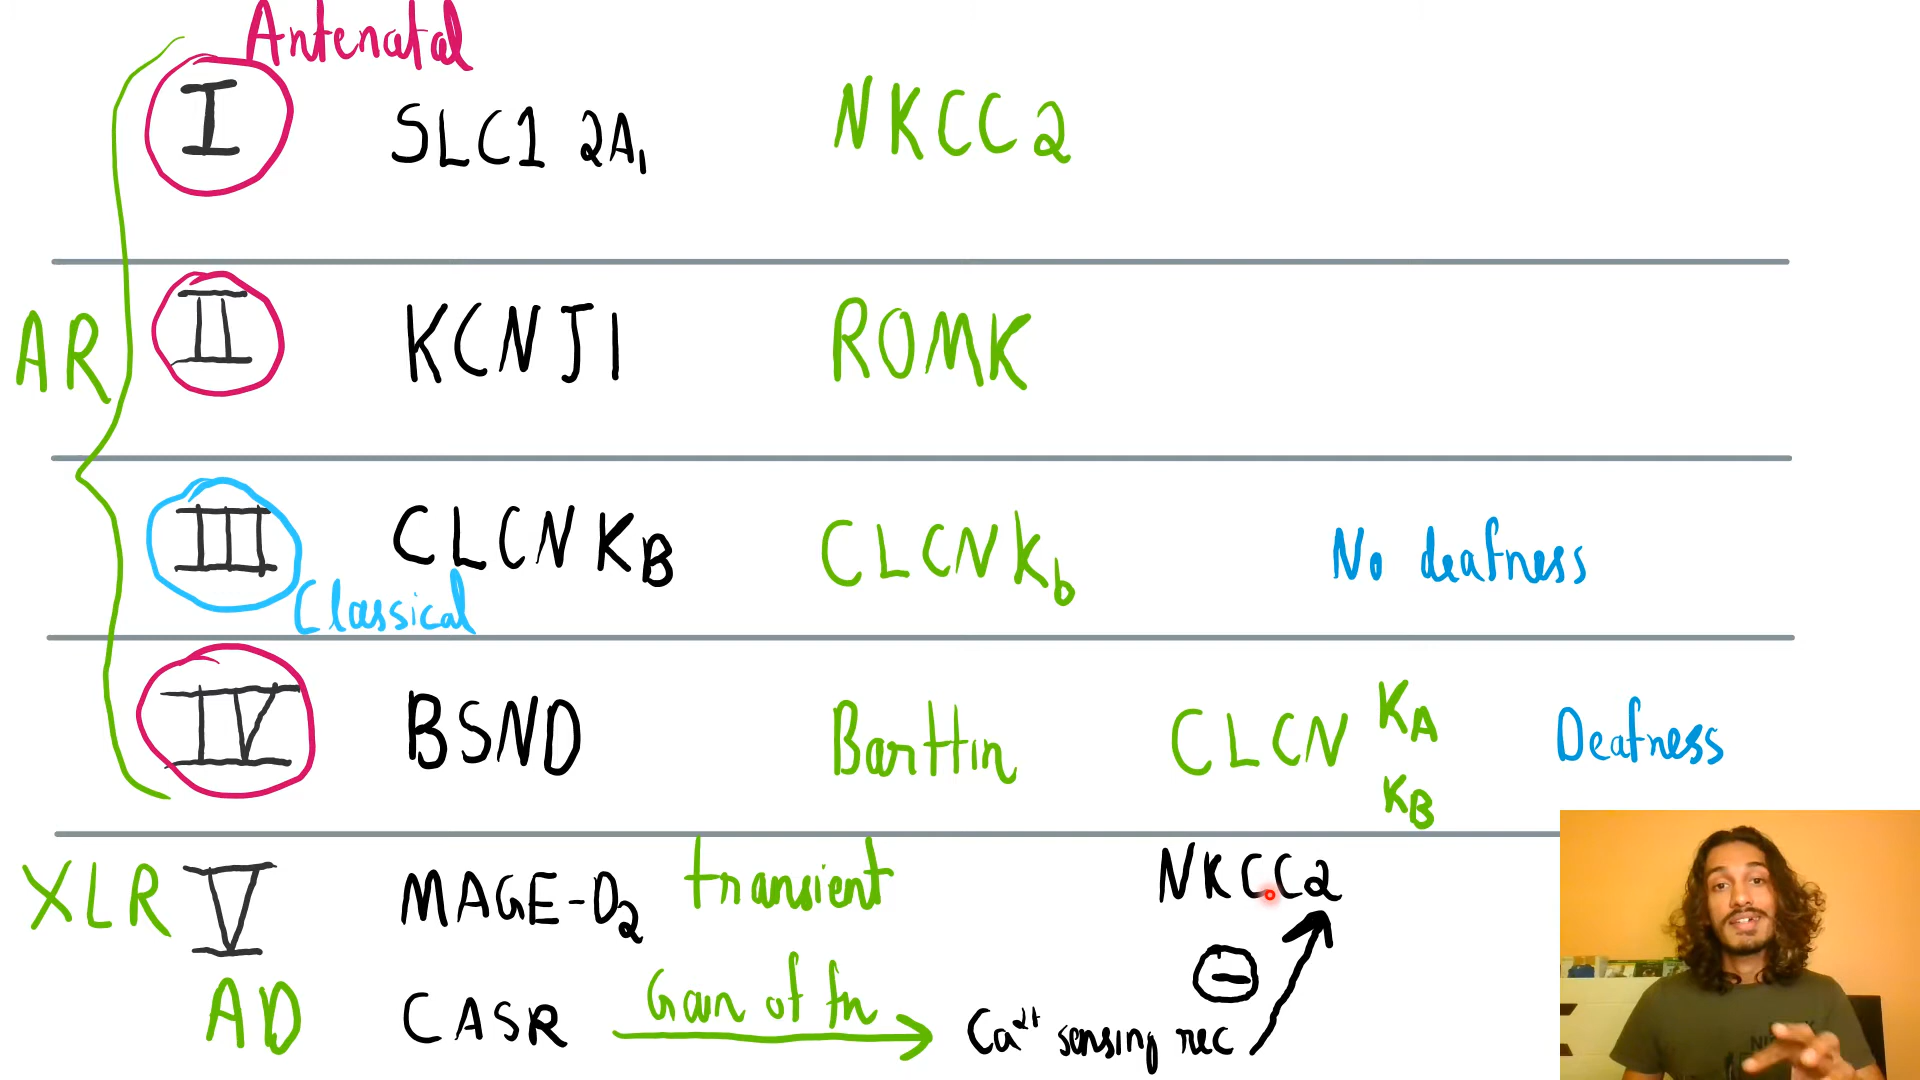 Antenatal
I SLC12A1 NKCC2
AR
II KCNJ1 ROMK
III CLCNKB CLCNKb No deafness
Classical
IV BSND Barttin CLCN KA KB Deafness
XLR V MAGE-D2 transient NKCC2
AD CASR Gain of fn Ca2+ sensing rec